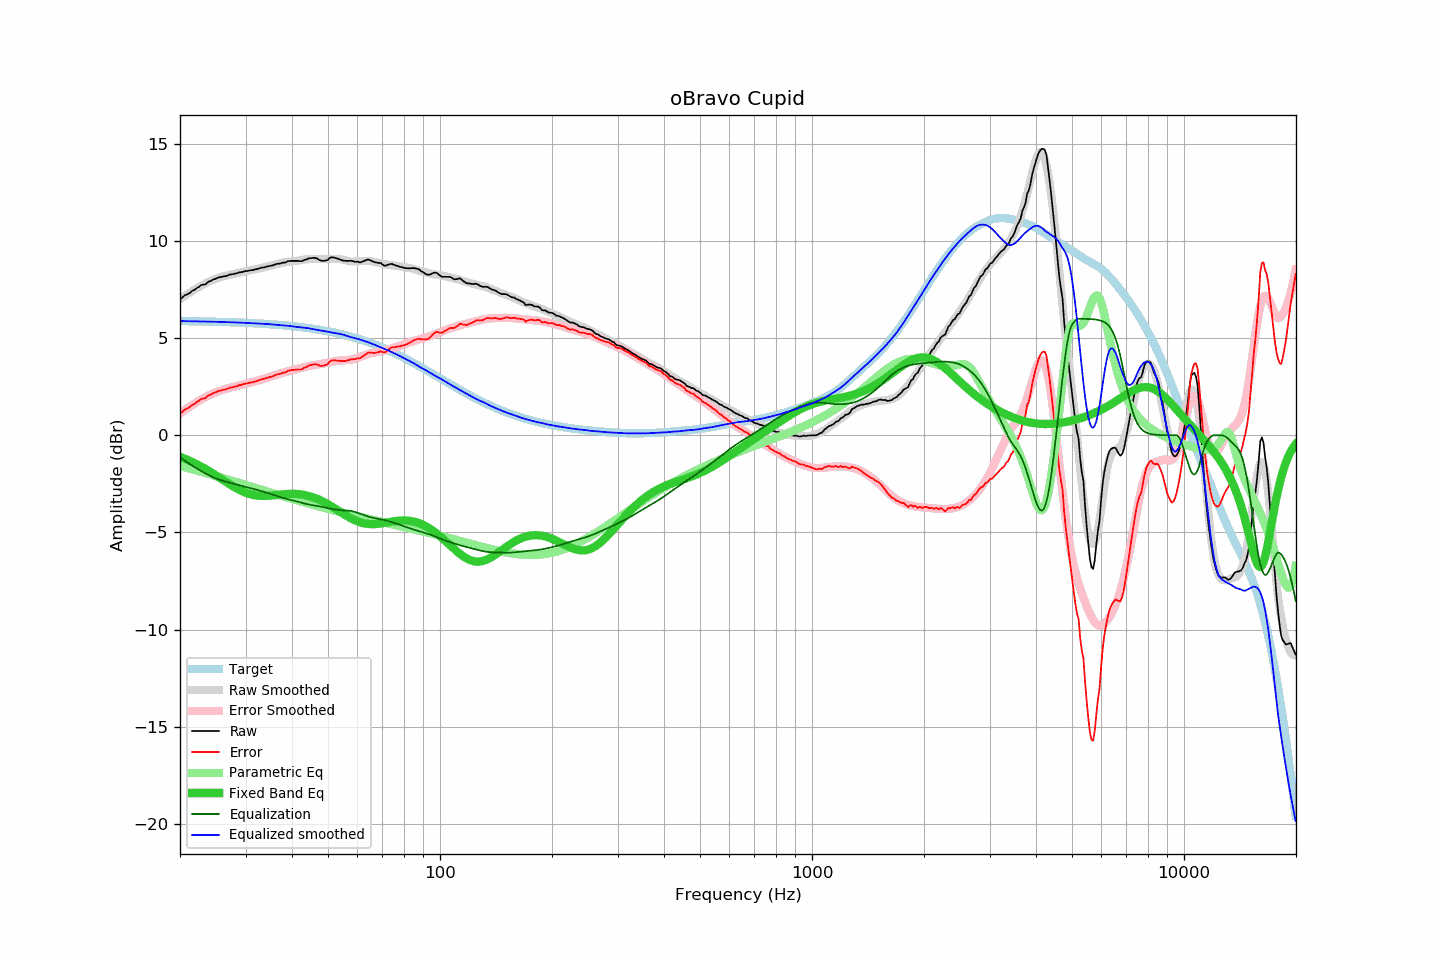 oBravo Cupid
Amplitude (dBr)
15
10
5
0
−5
−10
−15
−20
100
1000
10000
Frequency (Hz)
Target
Raw Smoothed
Error Smoothed
Raw
Error
Parametric Eq
Fixed Band Eq
Equalization
Equalized smoothed